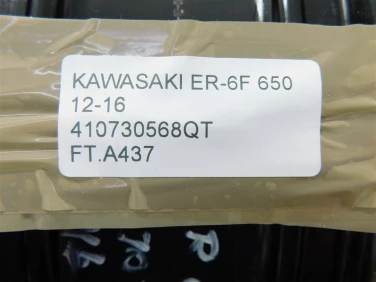 KAWASAKI ER-6F 650
12-16
410730568QT
FT.A437